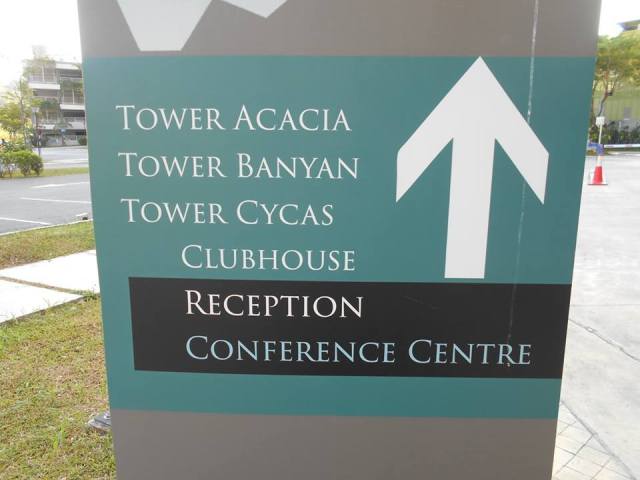 Tower Acacia
Tower Banyan
Tower Cycas
Clubhouse
Reception
Conference Centre